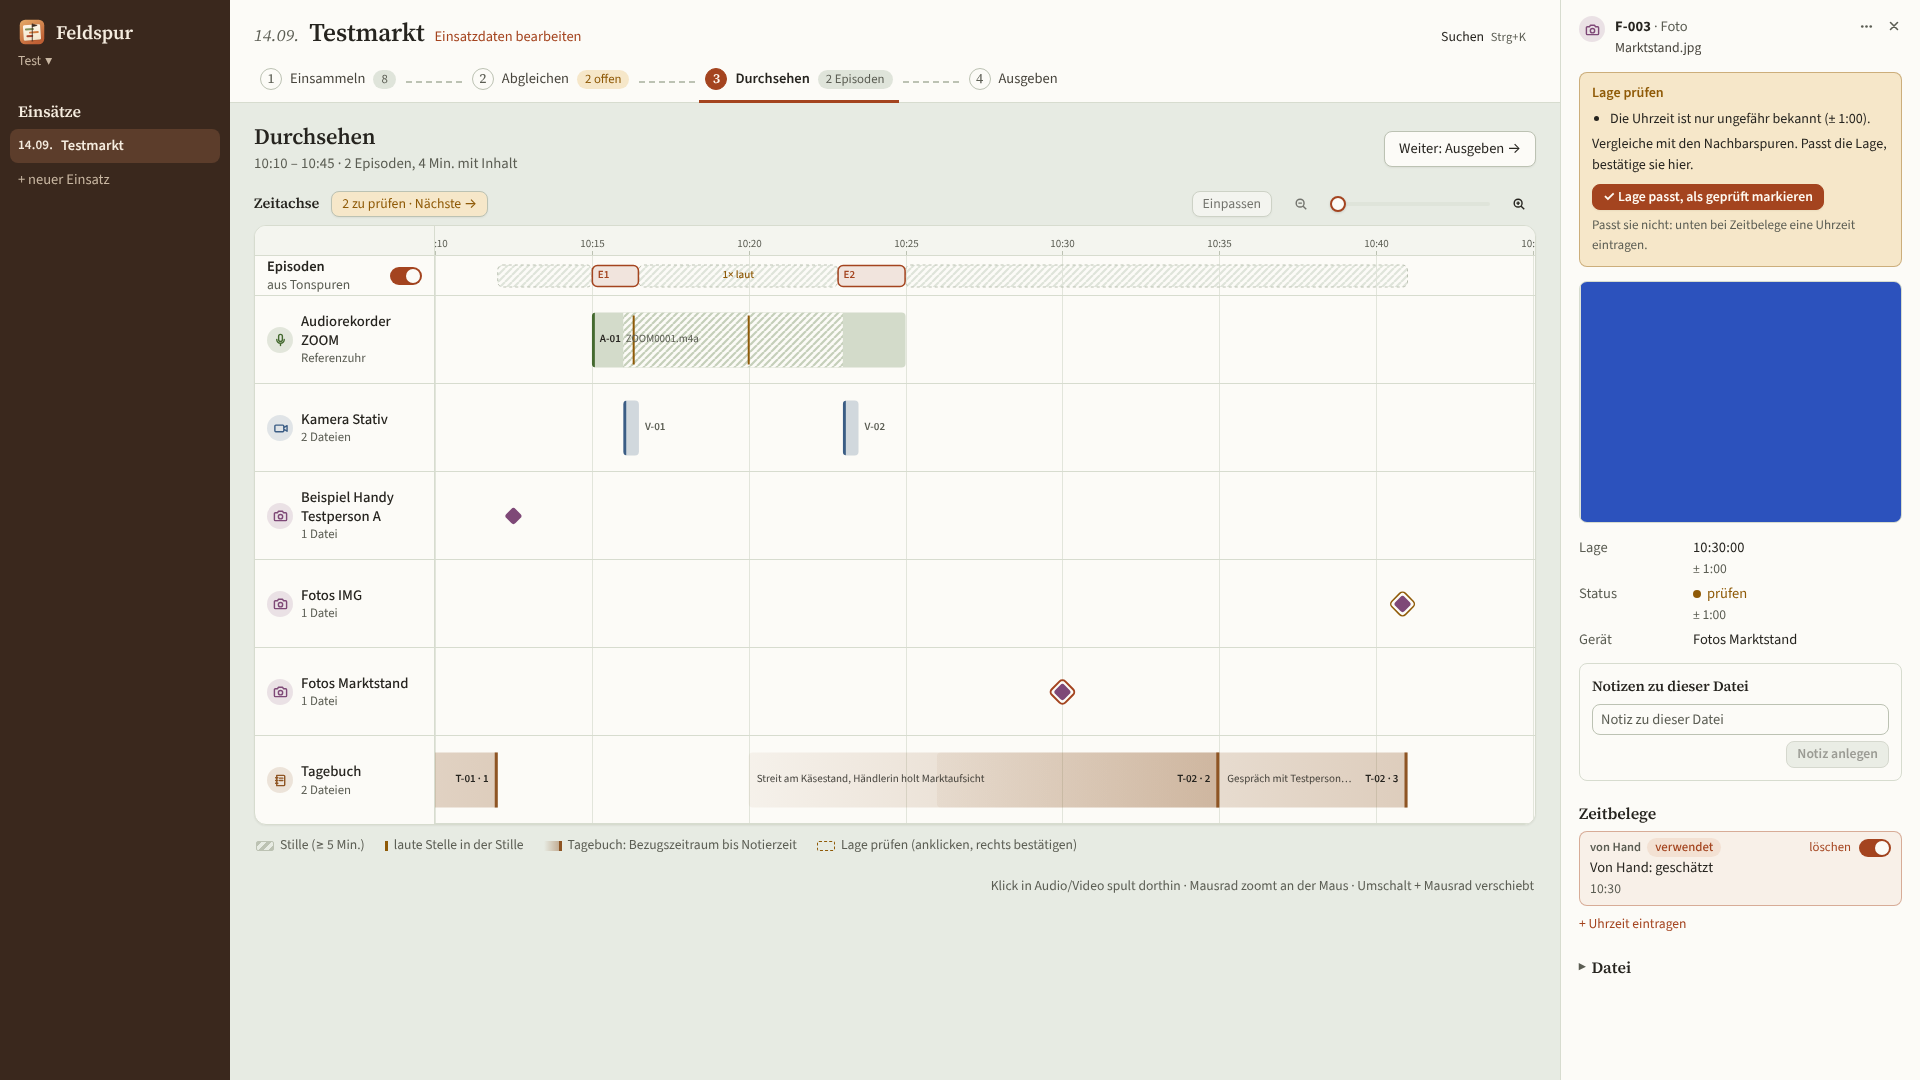 Feldspur
Test ▾
Einsätze
14.09. Testmarkt
+ neuer Einsatz
14.09. Testmarkt Einsatzdaten bearbeiten
Suchen Strg+K
1 Einsammeln 8
2 Abgleichen 2 offen
3 Durchsehen 2 Episoden
4 Ausgeben
Durchsehen
10:10 – 10:45 · 2 Episoden, 4 Min. mit Inhalt
Weiter: Ausgeben →
Zeitachse
2 zu prüfen · Nächste →
Einpassen
:10 10:15 10:20 10:25 10:30 10:35 10:40 10:
Episoden
aus Tonspuren
E1 1× laut E2
Audiorekorder
ZOOM
Referenzuhr
A-01 ZOOM0001.m4a
Kamera Stativ
2 Dateien
V-01 V-02
Beispiel Handy
Testperson A
1 Datei
Fotos IMG
1 Datei
Fotos Marktstand
1 Datei
Tagebuch
2 Dateien
T-01 · 1
Streit am Käsestand, Händlerin holt Marktaufsicht T-02 · 2
Gespräch mit Testperson… T-02 · 3
Stille (≥ 5 Min.) laute Stelle in der Stille Tagebuch: Bezugszeitraum bis Notierzeit Lage prüfen (anklicken, rechts bestätigen)
Klick in Audio/Video spult dorthin · Mausrad zoomt an der Maus · Umschalt + Mausrad verschiebt
F-003 · Foto
Marktstand.jpg
Lage prüfen
• Die Uhrzeit ist nur ungefähr bekannt (± 1:00).
Vergleiche mit den Nachbarspuren. Passt die Lage,
bestätige sie hier.
✓ Lage passt, als geprüft markieren
Passt sie nicht: unten bei Zeitbelege eine Uhrzeit
eintragen.
Lage 10:30:00
± 1:00
Status prüfen
± 1:00
Gerät Fotos Marktstand
Notizen zu dieser Datei
Notiz zu dieser Datei
Notiz anlegen
Zeitbelege
von Hand verwendet löschen
Von Hand: geschätzt
10:30
+ Uhrzeit eintragen
▸ Datei